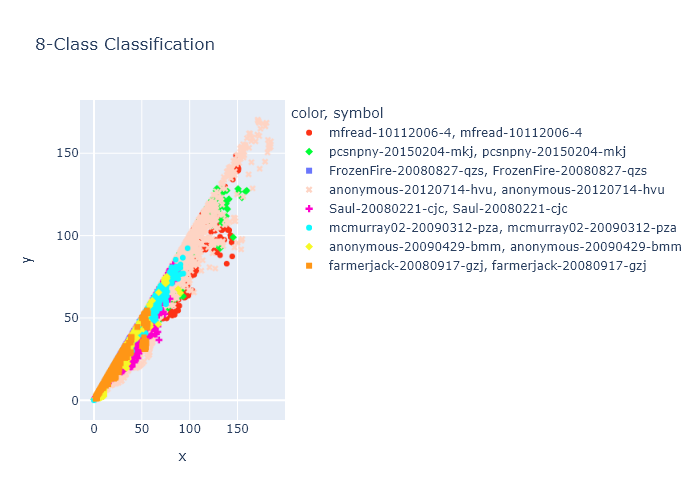 8-Class Classification
color, symbol
mfread-10112006-4, mfread-10112006-4
pcsnpny-20150204-mkj, pcsnpny-20150204-mkj
FrozenFire-20080827-qzs, FrozenFire-20080827-qzs
anonymous-20120714-hvu, anonymous-20120714-hvu
Saul-20080221-cjc, Saul-20080221-cjc
mcmurray02-20090312-pza, mcmurray02-20090312-pza
anonymous-20090429-bmm, anonymous-20090429-bmm
farmerjack-20080917-gzj, farmerjack-20080917-gzj
150
100
50
0
y
0 50 100 150
x